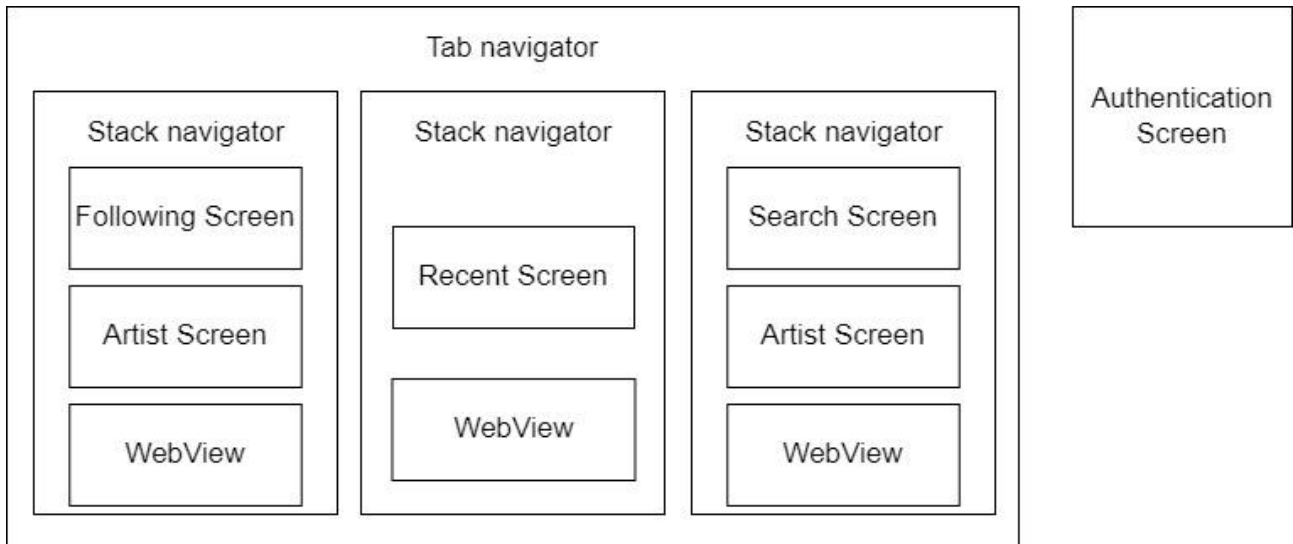 Tab navigator
Stack navigator
Following Screen
Artist Screen
WebView
Stack navigator
Recent Screen
WebView
Stack navigator
Search Screen
Artist Screen
WebView
Authentication
Screen